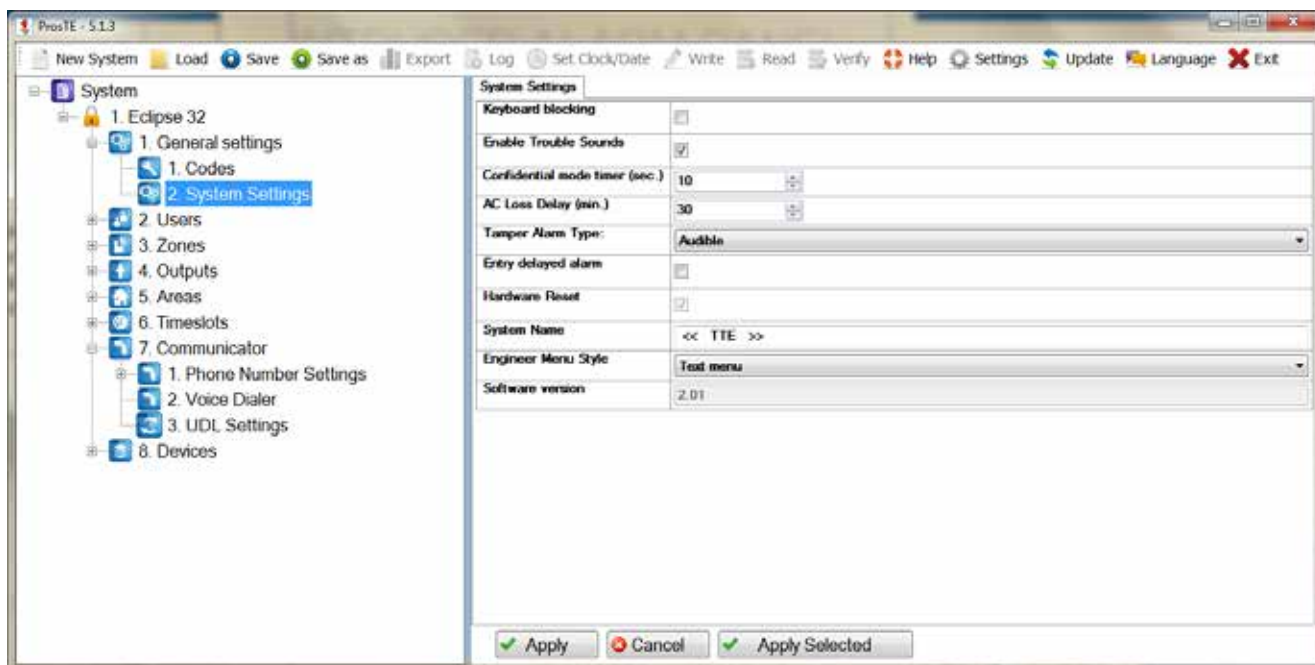 ProsTE - 5.1.3
New System Load Save Save as Export Log Set Clock/Date Write Read Verify Help Settings Update Language Exit
System
1. Eclipse 32
1. General settings
1. Codes
2. System Settings
2. Users
3. Zones
4. Outputs
5. Areas
6. Timeslots
7. Communicator
1. Phone Number Settings
2. Voice Dialer
3. UDL Settings
8. Devices
System Settings
Keyboard blocking
Enable Trouble Sounds
Confidential mode timer (sec.) 10
AC Loss Delay (min.) 30
Tamper Alarm Type: Audible
Entry delayed alarm
Hardware Reset
System Name << TTE >>
Engineer Menu Style Text menu
Software version 2.01
Apply Cancel Apply Selected